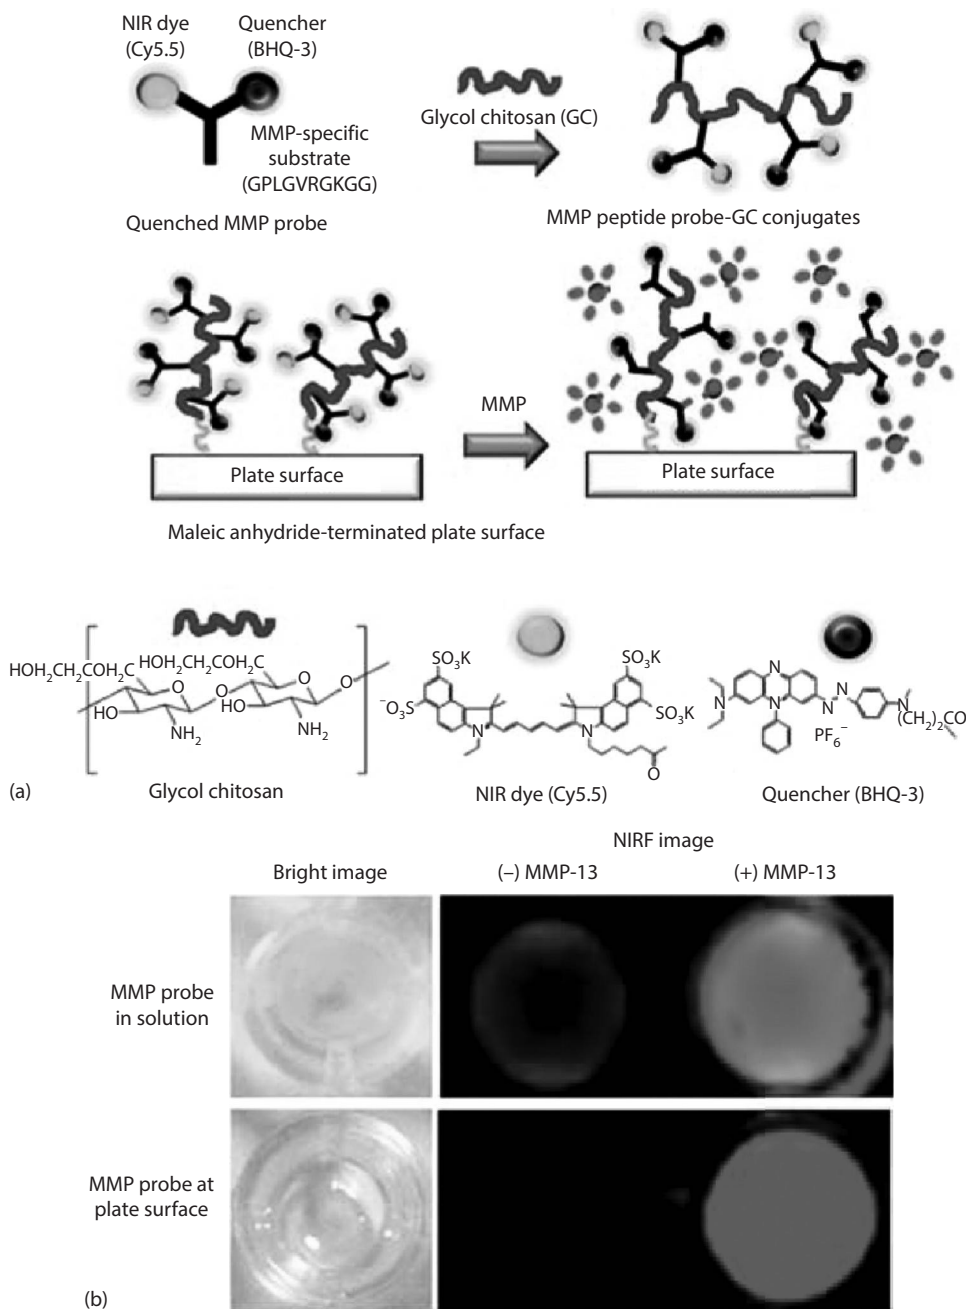 NIR dye
(Cy5.5)
Quencher
(BHQ-3)
MMP-specific
substrate
(GPLGVRGKGG)
Quenched MMP probe
Glycol chitosan (GC)
MMP peptide probe-GC conjugates
MMP
Plate surface
Plate surface
Maleic anhydride-terminated plate surface
HOH₂CH₂COH₂C
HOH₂CH₂COH₂C
O
O
O
O
HO
HO
NH₂
NH₂
Glycol chitosan
SO₃K
⁻O₃S
SO₃K
SO₃K
N
N
O
NIR dye (Cy5.5)
N
N
N
N
N
N
(CH₂)₂CO
PF₆⁻
Quencher (BHQ-3)
(a)
NIRF image
Bright image
(–) MMP-13
(+) MMP-13
MMP probe
in solution
MMP probe at
plate surface
(b)